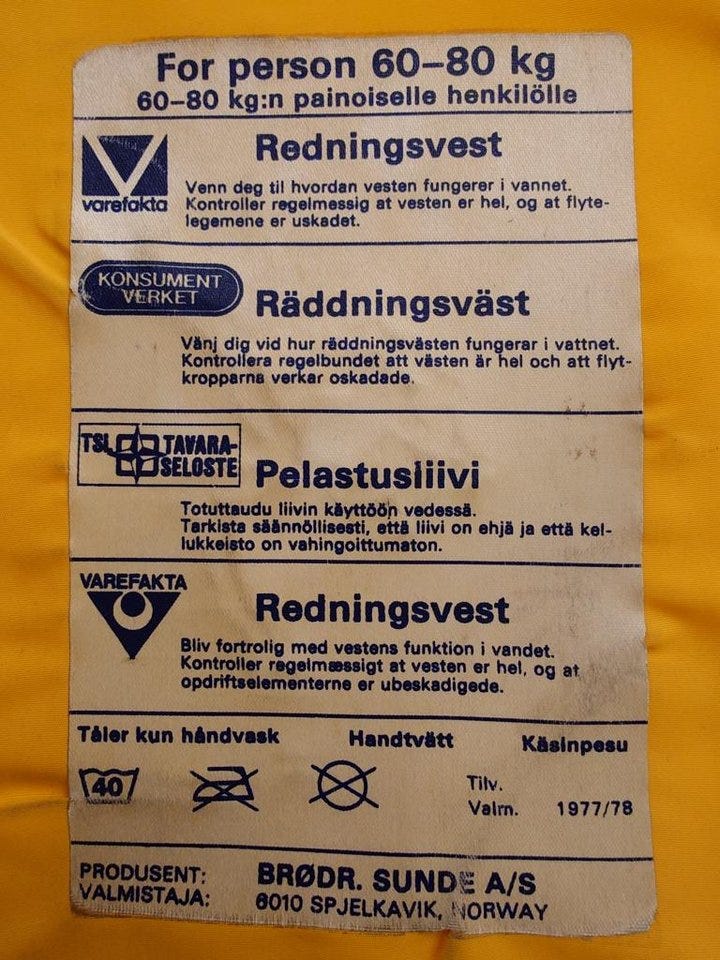 For person 60–80 kg
60–80 kg:n painoiselle henkilölle
varefakta
Redningsvest
Venn deg til hvordan vesten fungerer i vannet.
Kontroller regelmessig at vesten er hel, og at flyte-
legemene er uskadet.
KONSUMENT
VERKET
Räddningsväst
Vänj dig vid hur räddningsvästen fungerar i vattnet.
Kontrollera regelbundet att västen är hel och att flyt-
kropparna verkar oskadade.
TSL TAVARA-
SELOSTE
Pelastusliivi
Totuttaudu liivin käyttöön vedessä.
Tarkista säännöllisesti, että liivi on ehjä ja että kel-
lukkeisto on vahingoittumaton.
VAREFAKTA
Redningsvest
Bliv fortrolig med vestens funktion i vandet.
Kontroller regelmæssigt at vesten er hel, og at
opdriftselementerne er ubeskadigede.
Tåler kun håndvask Handtvätt Käsinpesu
40
Tilv.
Valm. 1977/78
PRODUSENT: BRØDR. SUNDE A/S
VALMISTAJA: 6010 SPJELKAVIK, NORWAY